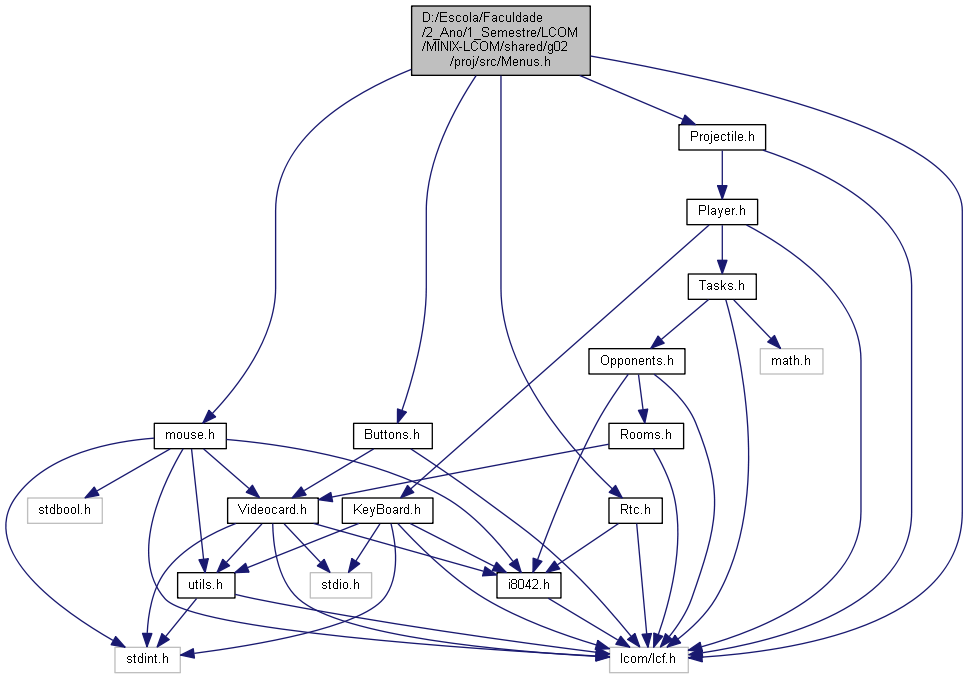 D:/Escola/Faculdade
/2_Ano/1_Semestre/LCOM
/MINIX-LCOM/shared/g02
/proj/src/Menus.h
Projectile.h
Player.h
Tasks.h
Opponents.h
math.h
mouse.h
Buttons.h
Rooms.h
stdbool.h
Videocard.h
KeyBoard.h
Rtc.h
utils.h
stdio.h
i8042.h
stdint.h
lcom/lcf.h